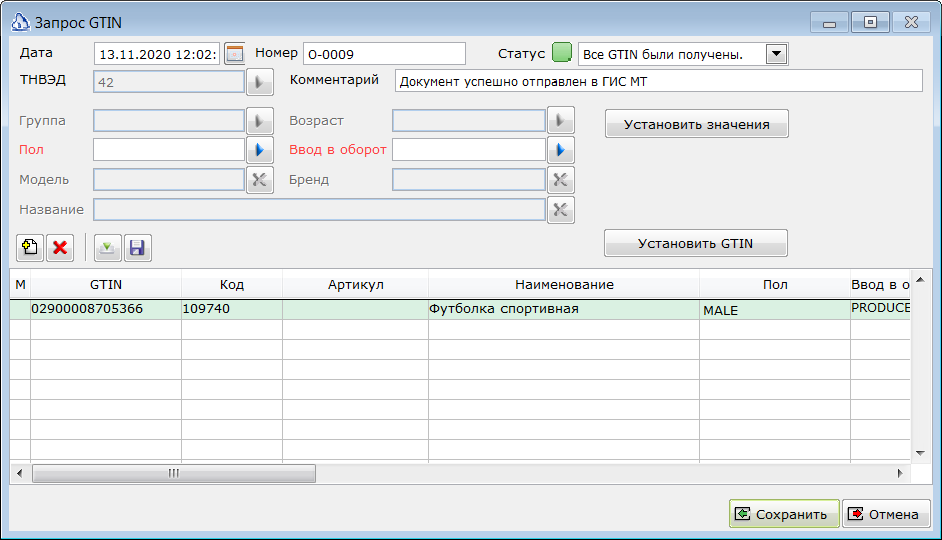 Запрос GTIN
Дата 13.11.2020 12:02: Номер О-0009 Статус Все GTIN были получены.
ТНВЭД 42 Комментарий Документ успешно отправлен в ГИС МТ
Группа Возраст Установить значения
Пол Ввод в оборот
Модель Бренд
Название
Установить GTIN
М GTIN Код Артикул Наименование Пол Ввод в о
02900008705366 109740 Футболка спортивная MALE PRODUCE
Сохранить Отмена